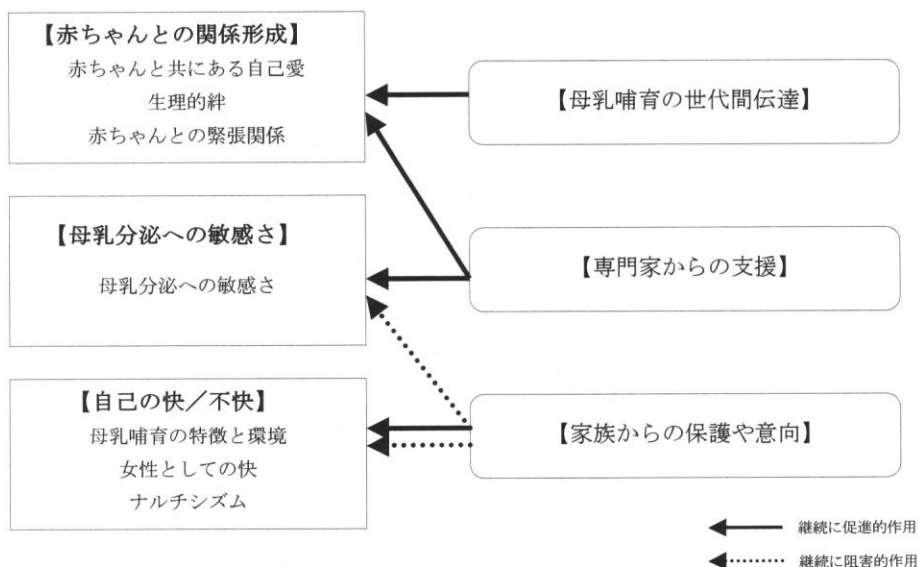 【赤ちゃんとの関係形成】
赤ちゃんと共にある自己愛
生理的絆
赤ちゃんとの緊張関係
【母乳哺育の世代間伝達】
【母乳分泌への敏感さ】
母乳分泌への敏感さ
【専門家からの支援】
【自己の快／不快】
母乳哺育の特徴と環境
女性としての快
ナルチシズム
【家族からの保護や意向】
継続に促進的作用
継続に阻害的作用